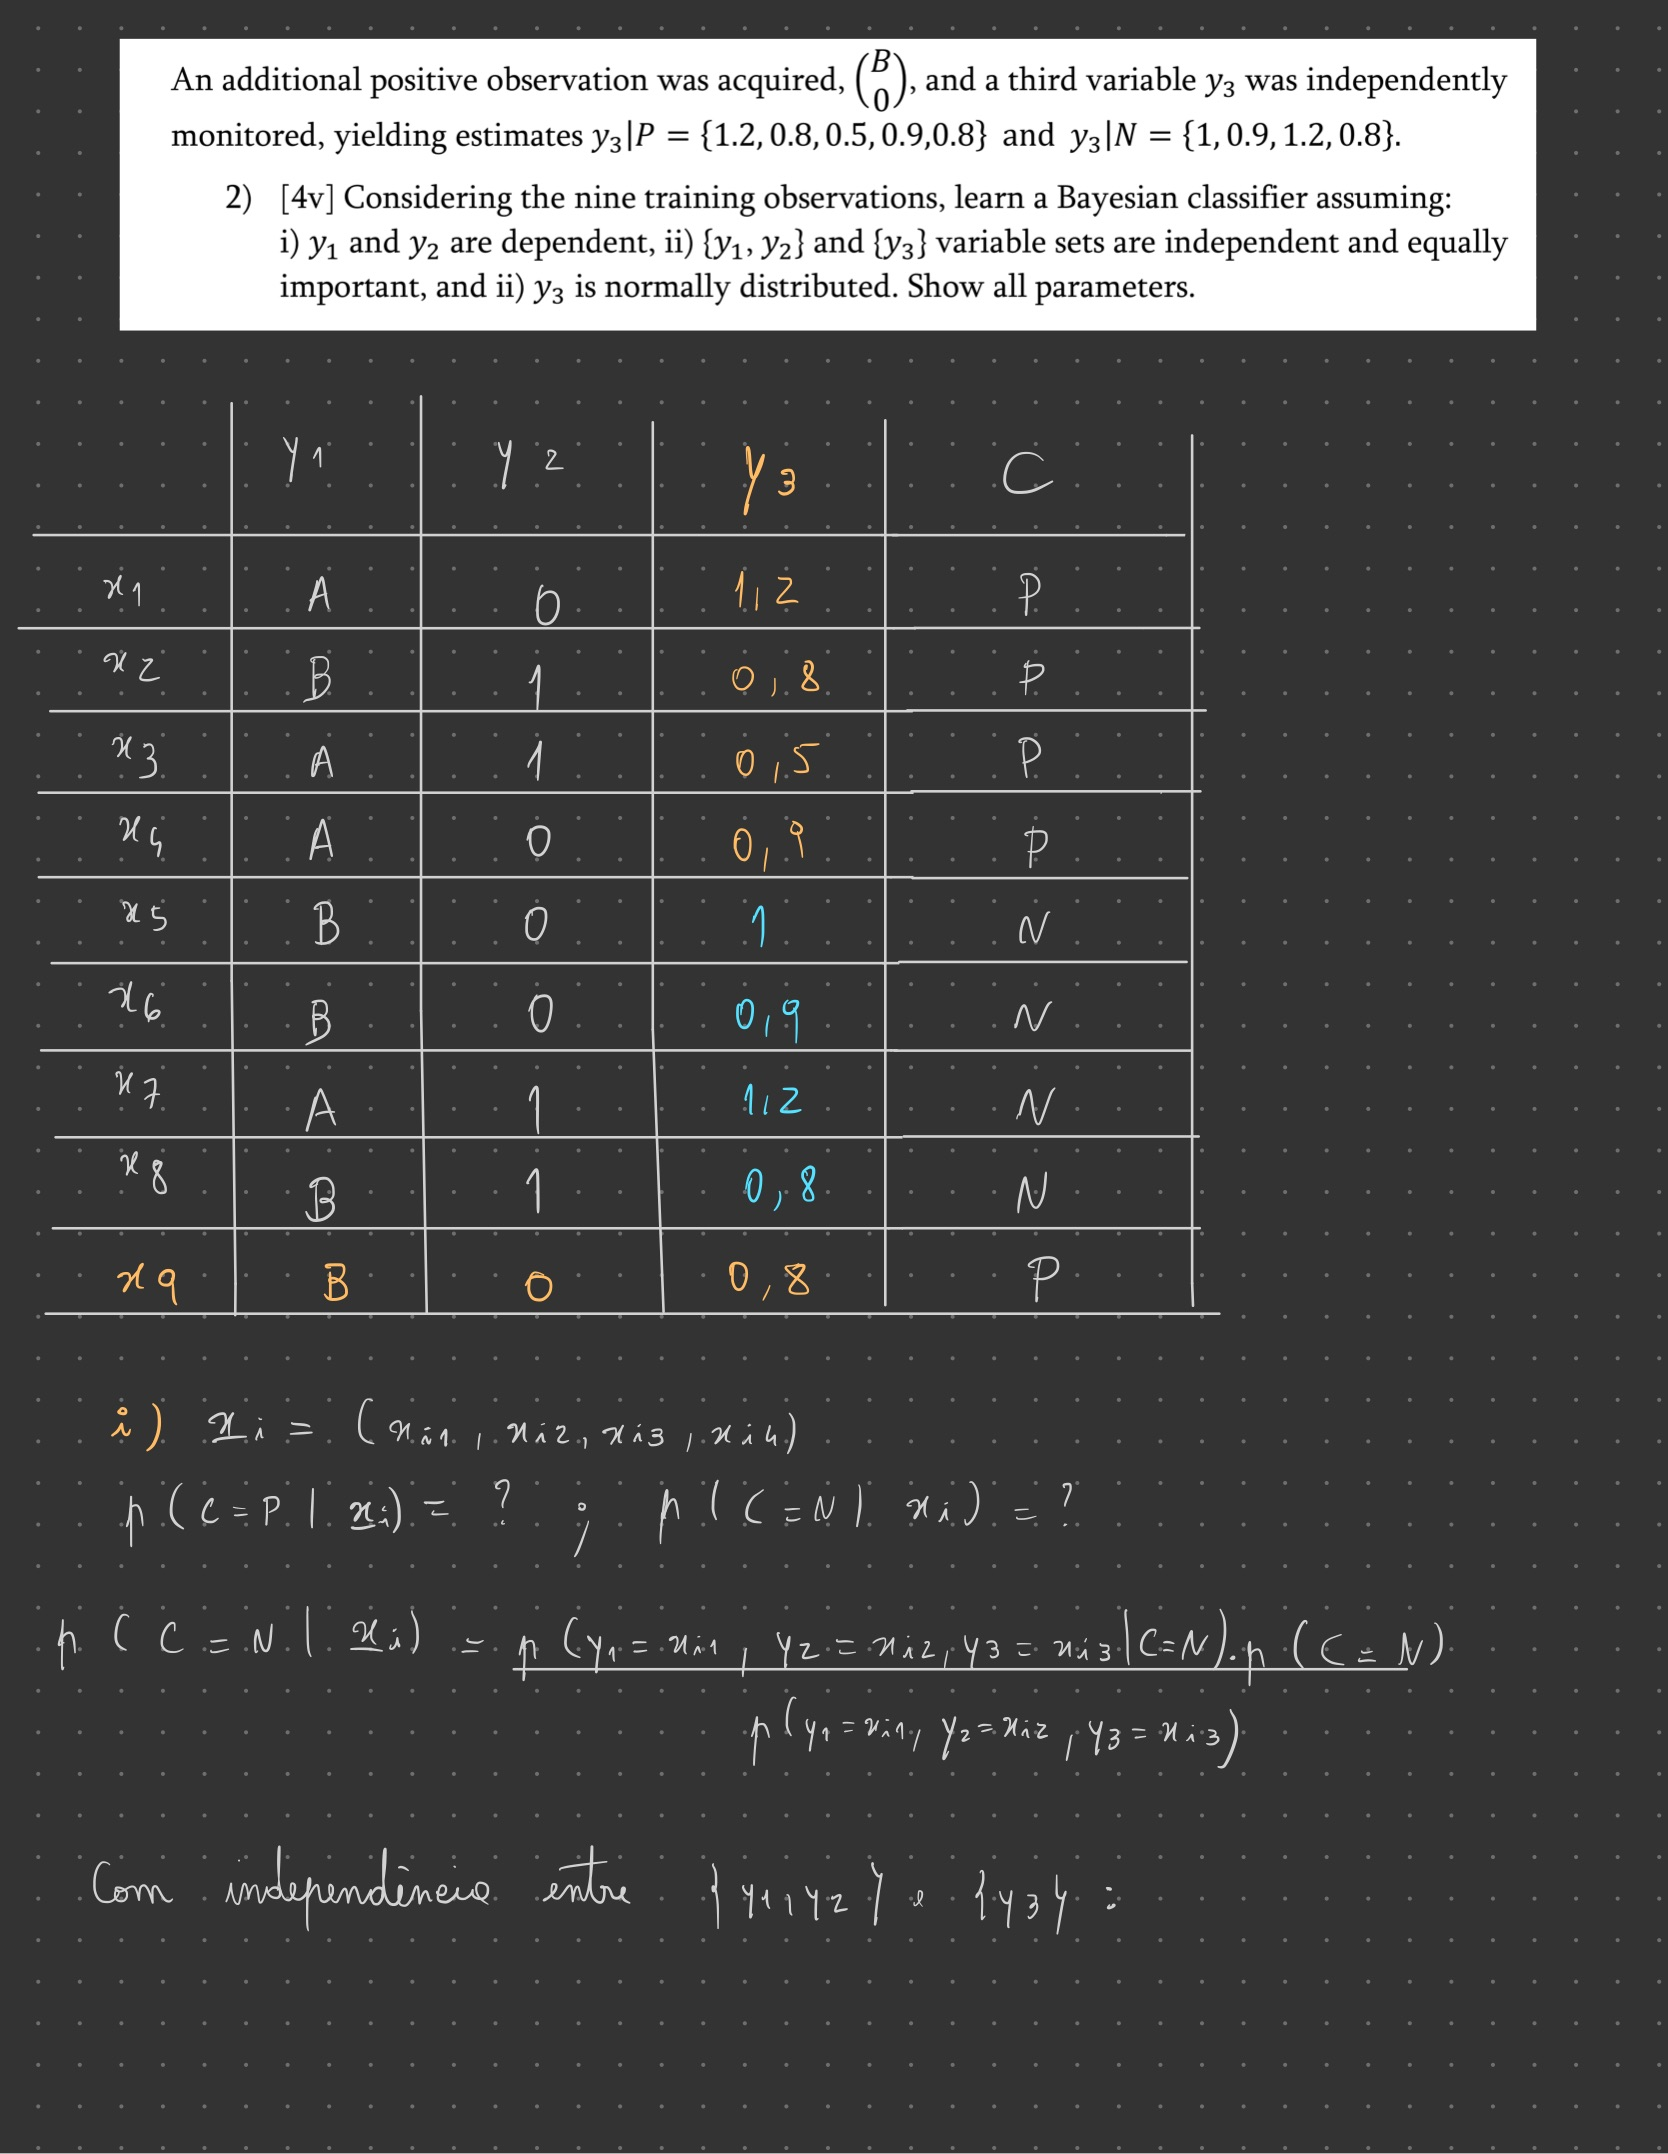 An additional positive observation was acquired, (B 0), and a third variable y₃ was independently
monitored, yielding estimates y₃|P = {1.2, 0.8, 0.5, 0.9,0.8} and y₃|N = {1, 0.9, 1.2, 0.8}.
2) [4v] Considering the nine training observations, learn a Bayesian classifier assuming:
i) y₁ and y₂ are dependent, ii) {y₁, y₂} and {y₃} variable sets are independent and equally
important, and ii) y₃ is normally distributed. Show all parameters.
y1 y2 y3 C
x1 A 0 1,2 P
x2 B 1 0,8 P
x3 A 1 0,5 P
x4 A 0 0,9 P
x5 B 0 1 N
x6 B 0 0,9 N
x7 A 1 1,2 N
x8 B 1 0,8 N
x9 B 0 0,8 P
i) xi = (xi1, xi2, xi3, xi4)
p(C=P | xi) = ? ; p(C=N | xi) = ?
p(C=N | xi) = p(y1=xi1, y2=xi2, y3=xi3|C=N).p(C=N)
p(y1=xi1, y2=xi2, y3=xi3)
Com independência entre {y1,y2} e {y3} :